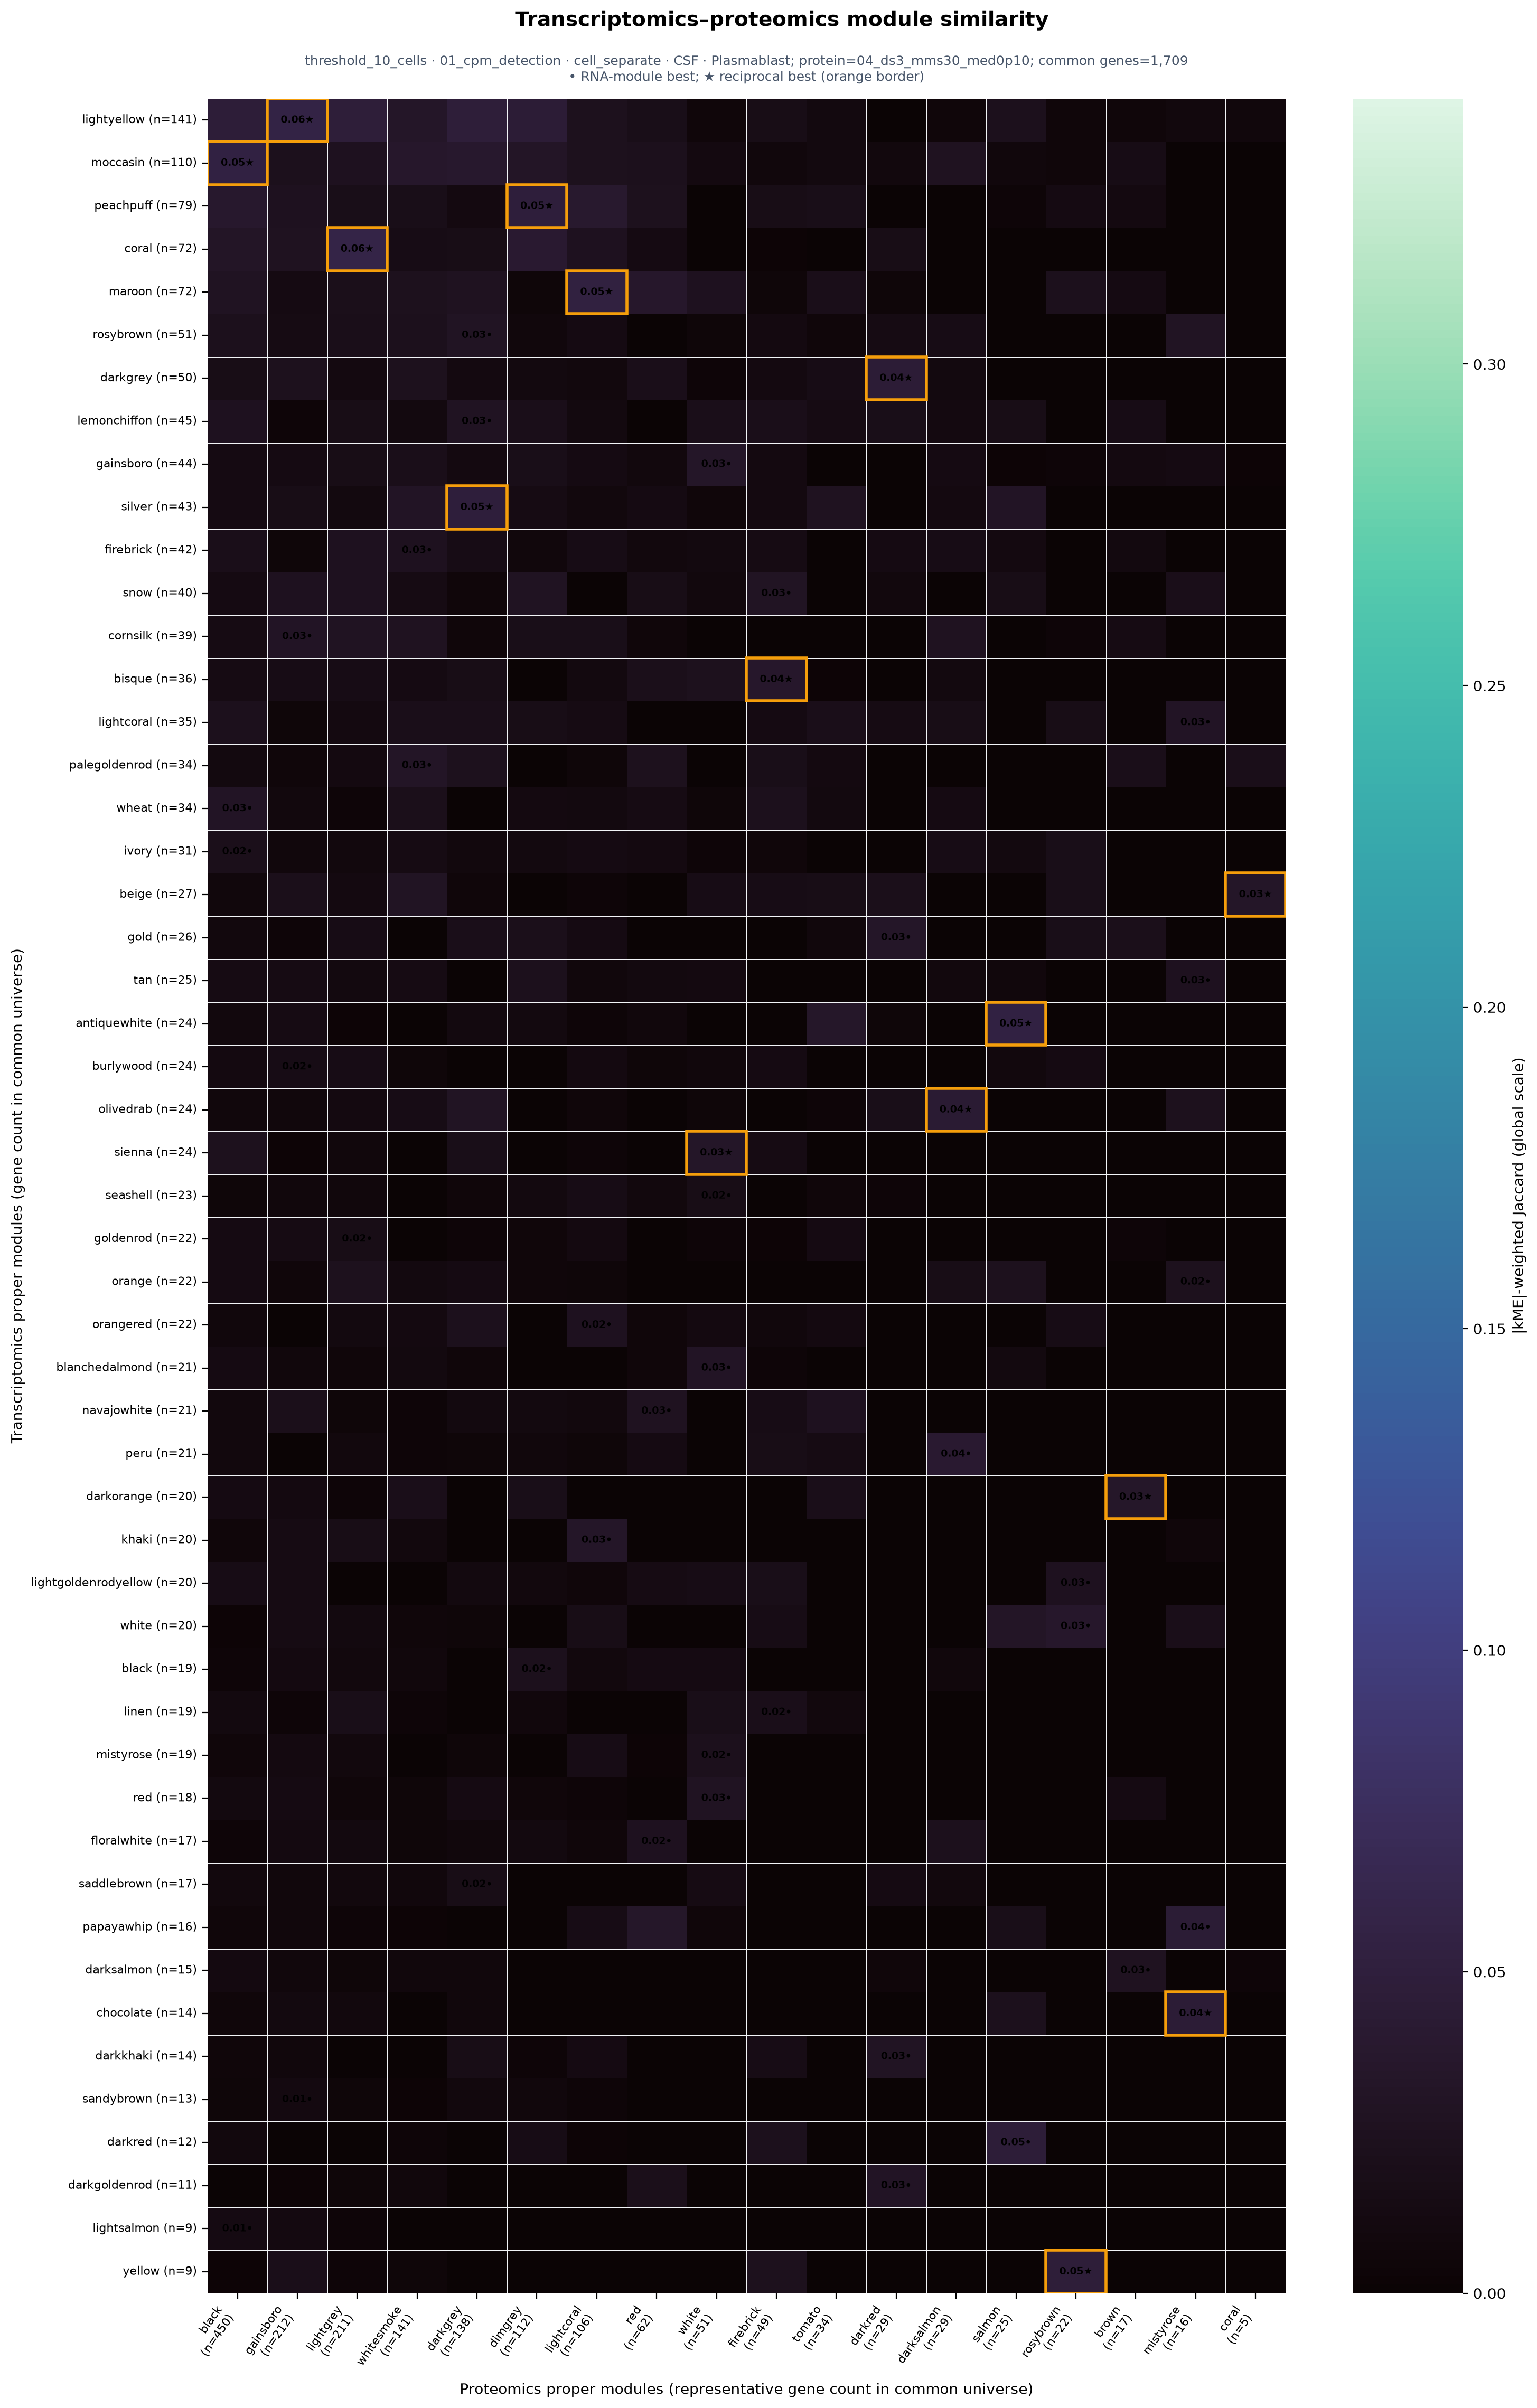 Transcriptomics–proteomics module similarity
threshold_10_cells · 01_cpm_detection · cell_separate · CSF · Plasmablast; protein=04_ds3_mms30_med0p10; common genes=1,709
• RNA-module best; ★ reciprocal best (orange border)
lightyellow (n=141)
0.06★
moccasin (n=110)
0.05★
peachpuff (n=79)
0.05★
coral (n=72)
0.06★
maroon (n=72)
0.05★
rosybrown (n=51)
0.03•
darkgrey (n=50)
0.04★
lemonchiffon (n=45)
0.03•
gainsboro (n=44)
0.03•
silver (n=43)
0.05★
firebrick (n=42)
0.03•
snow (n=40)
0.03•
cornsilk (n=39)
0.03•
bisque (n=36)
0.04★
lightcoral (n=35)
0.03•
palegoldenrod (n=34)
0.03•
wheat (n=34)
0.03•
ivory (n=31)
0.02•
beige (n=27)
0.03★
gold (n=26)
0.03•
tan (n=25)
0.03•
antiquewhite (n=24)
0.05★
burlywood (n=24)
0.02•
olivedrab (n=24)
0.04★
sienna (n=24)
0.03★
seashell (n=23)
0.02•
goldenrod (n=22)
0.02•
orange (n=22)
0.02•
orangered (n=22)
0.02•
blanchedalmond (n=21)
0.03•
navajowhite (n=21)
0.03•
peru (n=21)
0.04•
darkorange (n=20)
0.03★
khaki (n=20)
0.03•
lightgoldenrodyellow (n=20)
0.03•
white (n=20)
0.03•
black (n=19)
0.02•
linen (n=19)
0.02•
mistyrose (n=19)
0.02•
red (n=18)
0.03•
floralwhite (n=17)
0.02•
saddlebrown (n=17)
0.02•
papayawhip (n=16)
0.04•
darksalmon (n=15)
0.03•
chocolate (n=14)
0.04★
darkkhaki (n=14)
0.03•
sandybrown (n=13)
0.01•
darkred (n=12)
0.05•
darkgoldenrod (n=11)
0.03•
lightsalmon (n=9)
0.01•
yellow (n=9)
0.05★
Transcriptomics proper modules (gene count in common universe)
black
(n=450)
gainsboro
(n=212)
lightgrey
(n=211)
whitesmoke
(n=141)
darkgrey
(n=138)
dimgrey
(n=112)
lightcoral
(n=106)
red
(n=62)
white
(n=51)
firebrick
(n=49)
tomato
(n=34)
darkred
(n=29)
darksalmon
(n=29)
salmon
(n=25)
rosybrown
(n=22)
brown
(n=17)
mistyrose
(n=16)
coral
(n=5)
Proteomics proper modules (representative gene count in common universe)
0.30
0.25
0.20
0.15
0.10
0.05
0.00
|kME|-weighted Jaccard (global scale)